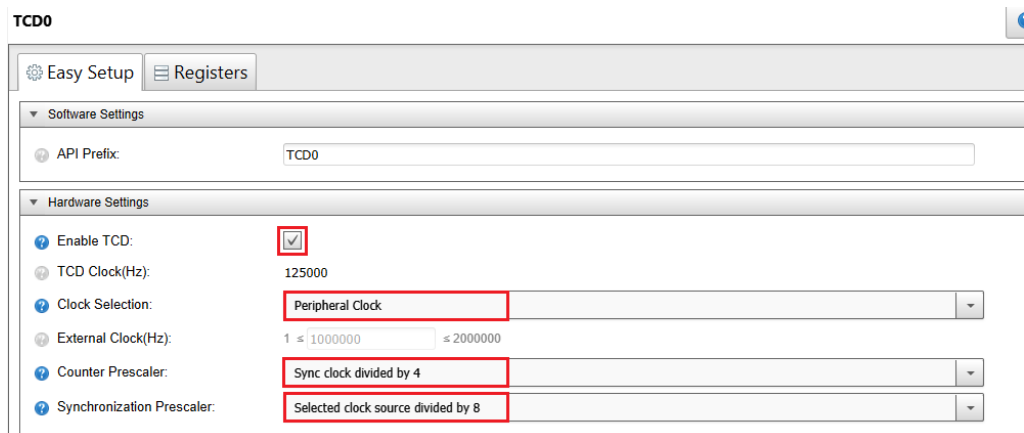 TCD0
Easy Setup
Registers
Software Settings
API Prefix:
TCD0
Hardware Settings
Enable TCD:
TCD Clock(Hz):
125000
Clock Selection:
Peripheral Clock
External Clock(Hz):
1 ≤ 1000000 ≤ 2000000
Counter Prescaler:
Sync clock divided by 4
Synchronization Prescaler:
Selected clock source divided by 8